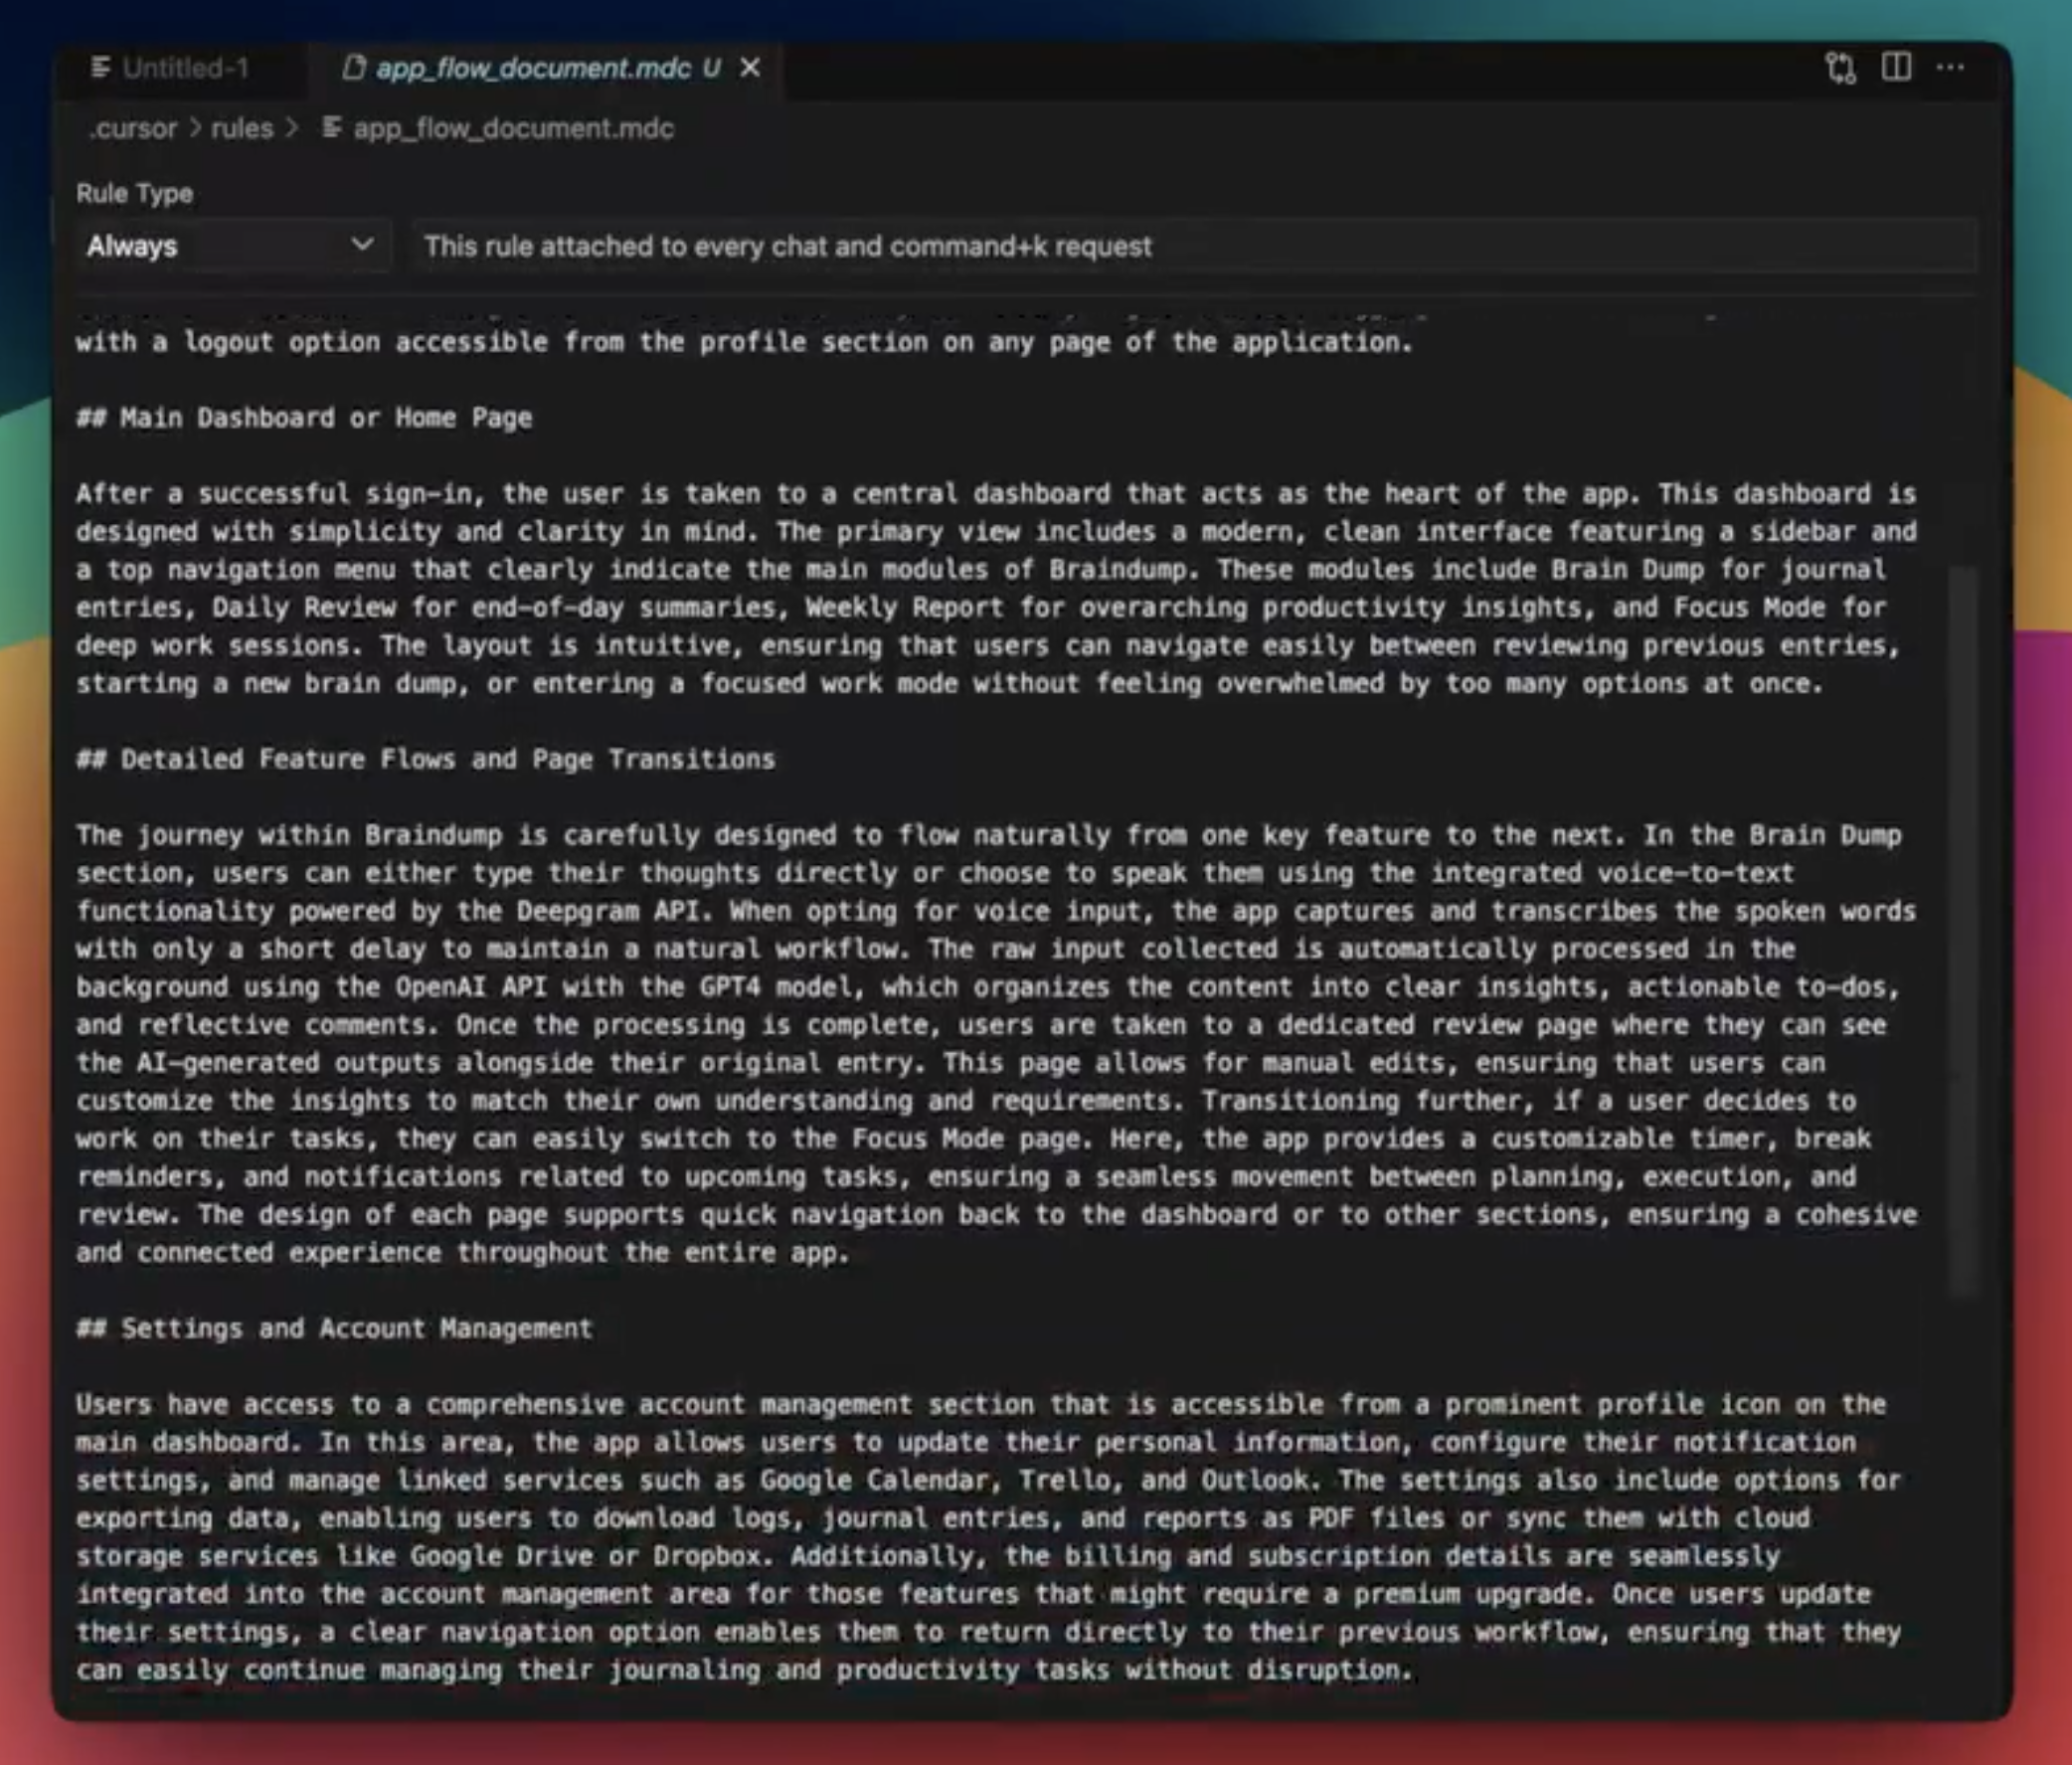 Untitled-1
app_flow_document.mdc U
.cursor > rules > app_flow_document.mdc
Rule Type
Always
This rule attached to every chat and command+k request
with a logout option accessible from the profile section on any page of the application.
## Main Dashboard or Home Page
After a successful sign-in, the user is taken to a central dashboard that acts as the heart of the app. This dashboard is
designed with simplicity and clarity in mind. The primary view includes a modern, clean interface featuring a sidebar and
a top navigation menu that clearly indicate the main modules of Braindump. These modules include Brain Dump for journal
entries, Daily Review for end-of-day summaries, Weekly Report for overarching productivity insights, and Focus Mode for
deep work sessions. The layout is intuitive, ensuring that users can navigate easily between reviewing previous entries,
starting a new brain dump, or entering a focused work mode without feeling overwhelmed by too many options at once.
## Detailed Feature Flows and Page Transitions
The journey within Braindump is carefully designed to flow naturally from one key feature to the next. In the Brain Dump
section, users can either type their thoughts directly or choose to speak them using the integrated voice-to-text
functionality powered by the Deepgram API. When opting for voice input, the app captures and transcribes the spoken words
with only a short delay to maintain a natural workflow. The raw input collected is automatically processed in the
background using the OpenAI API with the GPT4 model, which organizes the content into clear insights, actionable to-dos,
and reflective comments. Once the processing is complete, users are taken to a dedicated review page where they can see
the AI-generated outputs alongside their original entry. This page allows for manual edits, ensuring that users can
customize the insights to match their own understanding and requirements. Transitioning further, if a user decides to
work on their tasks, they can easily switch to the Focus Mode page. Here, the app provides a customizable timer, break
reminders, and notifications related to upcoming tasks, ensuring a seamless movement between planning, execution, and
review. The design of each page supports quick navigation back to the dashboard or to other sections, ensuring a cohesive
and connected experience throughout the entire app.
## Settings and Account Management
Users have access to a comprehensive account management section that is accessible from a prominent profile icon on the
main dashboard. In this area, the app allows users to update their personal information, configure their notification
settings, and manage linked services such as Google Calendar, Trello, and Outlook. The settings also include options for
exporting data, enabling users to download logs, journal entries, and reports as PDF files or sync them with cloud
storage services like Google Drive or Dropbox. Additionally, the billing and subscription details are seamlessly
integrated into the account management area for those features that might require a premium upgrade. Once users update
their settings, a clear navigation option enables them to return directly to their previous workflow, ensuring that they
can easily continue managing their journaling and productivity tasks without disruption.